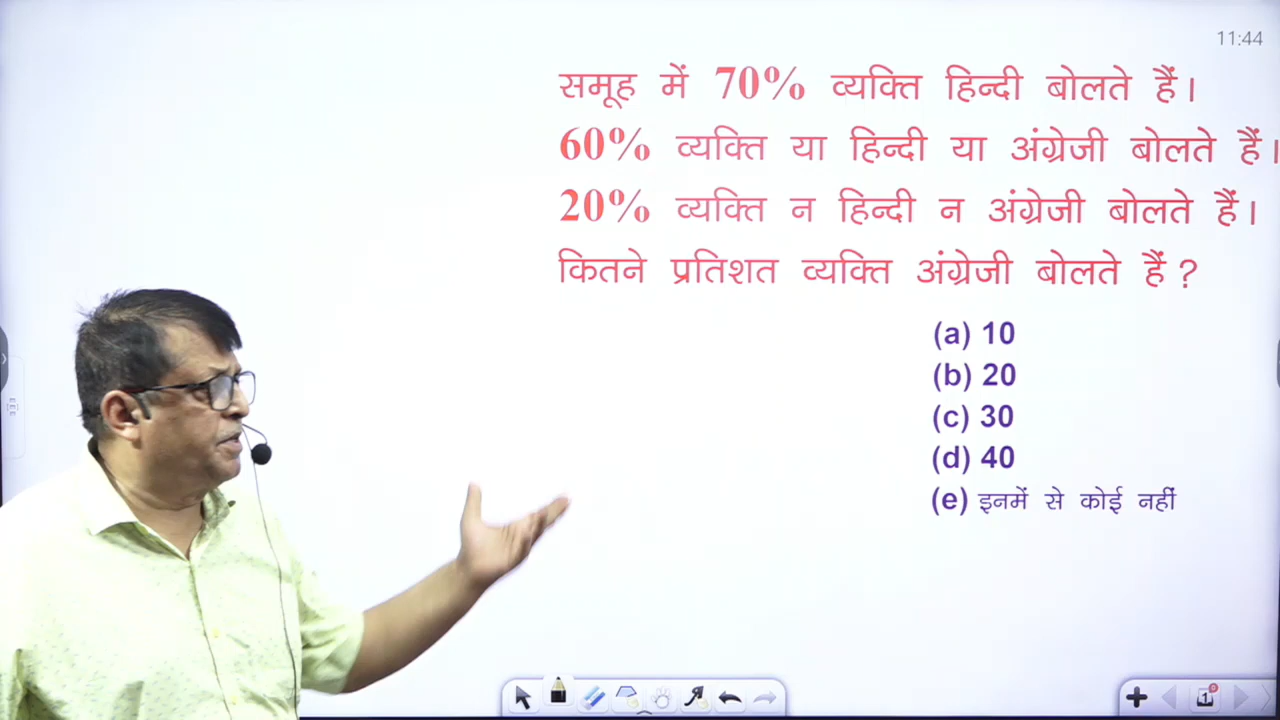 11:44
समूह में 70% व्यक्ति हिन्दी बोलते हैं।
60% व्यक्ति या हिन्दी या अंग्रेजी बोलते हैं।
20% व्यक्ति न हिन्दी न अंग्रेजी बोलते हैं।
कितने प्रतिशत व्यक्ति अंग्रेजी बोलते हैं ?
(a) 10
(b) 20
(c) 30
(d) 40
(e) इनमें से कोई नहीं
1